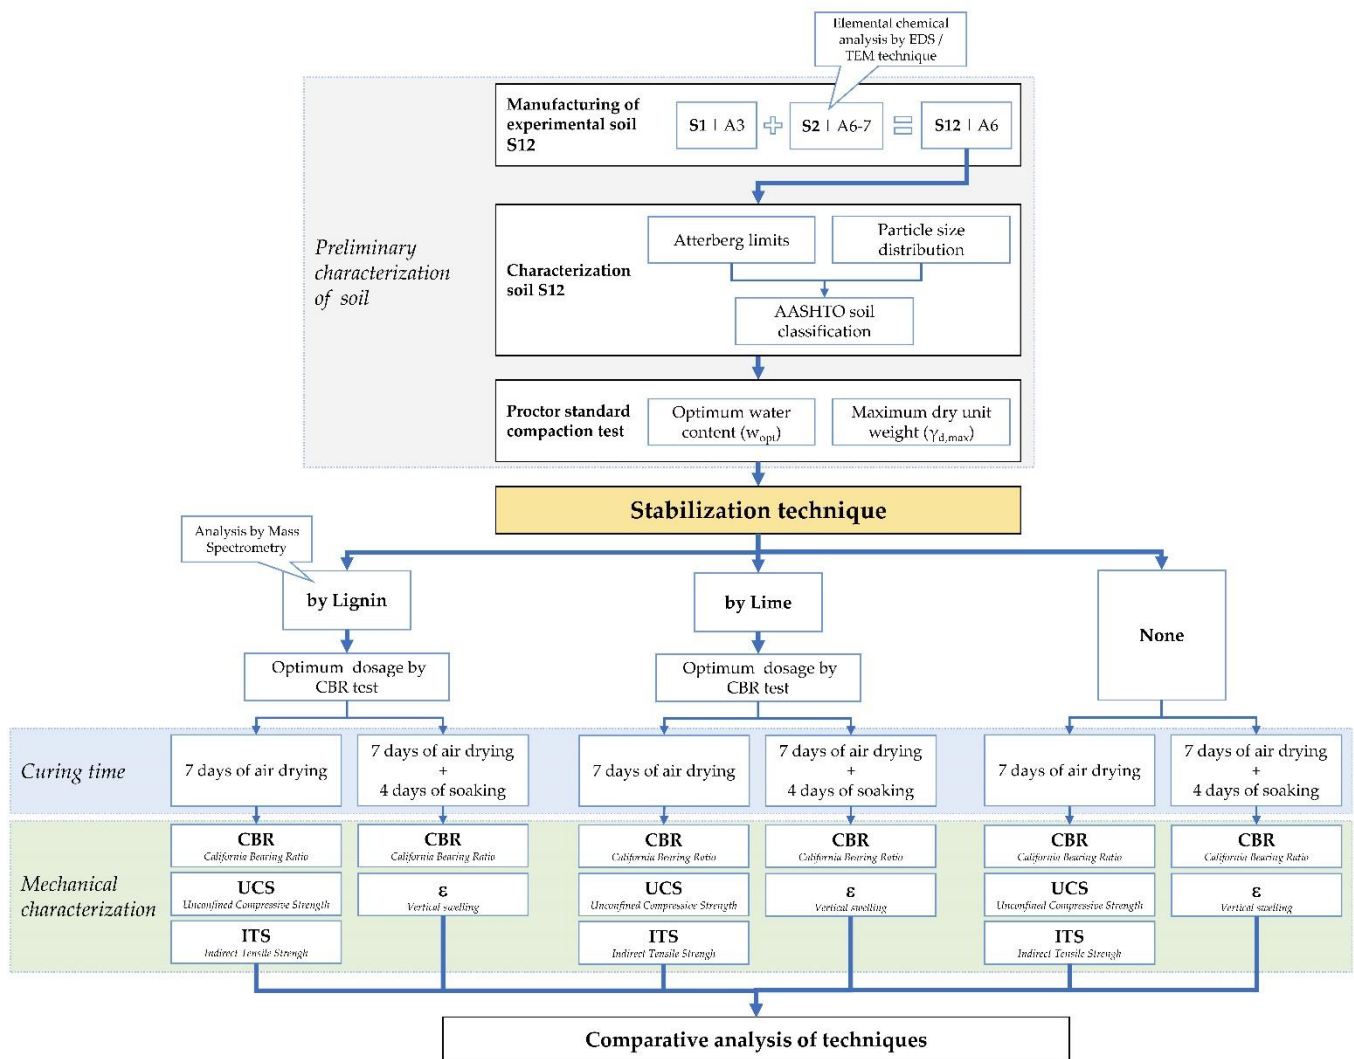 Elemental chemical
analysis by EDS /
TEM technique
Manufacturing of
experimental soil
S12
S1 | A3
S2 | A6-7
S12 | A6
Preliminary
characterization
of soil
Characterization
soil S12
Atterberg limits
Particle size
distribution
AASHTO soil
classification
Proctor standard
compaction test
Optimum water
content (wopt)
Maximum dry unit
weight (γd,max)
Stabilization technique
Analysis by Mass
Spectrometry
by Lignin
by Lime
None
Optimum dosage by
CBR test
Optimum dosage by
CBR test
Curing time
7 days of air drying
7 days of air drying
+
4 days of soaking
7 days of air drying
7 days of air drying
+
4 days of soaking
7 days of air drying
7 days of air drying
+
4 days of soaking
Mechanical
characterization
CBR
California Bearing Ratio
UCS
Unconfined Compressive Strength
ITS
Indirect Tensile Strengh
CBR
California Bearing Ratio
ε
Vertical swelling
CBR
California Bearing Ratio
UCS
Unconfined Compressive Strength
ITS
Indirect Tensile Strengh
CBR
California Bearing Ratio
ε
Vertical swelling
CBR
California Bearing Ratio
UCS
Unconfined Compressive Strength
ITS
Indirect Tensile Strengh
CBR
California Bearing Ratio
ε
Vertical swelling
Comparative analysis of techniques